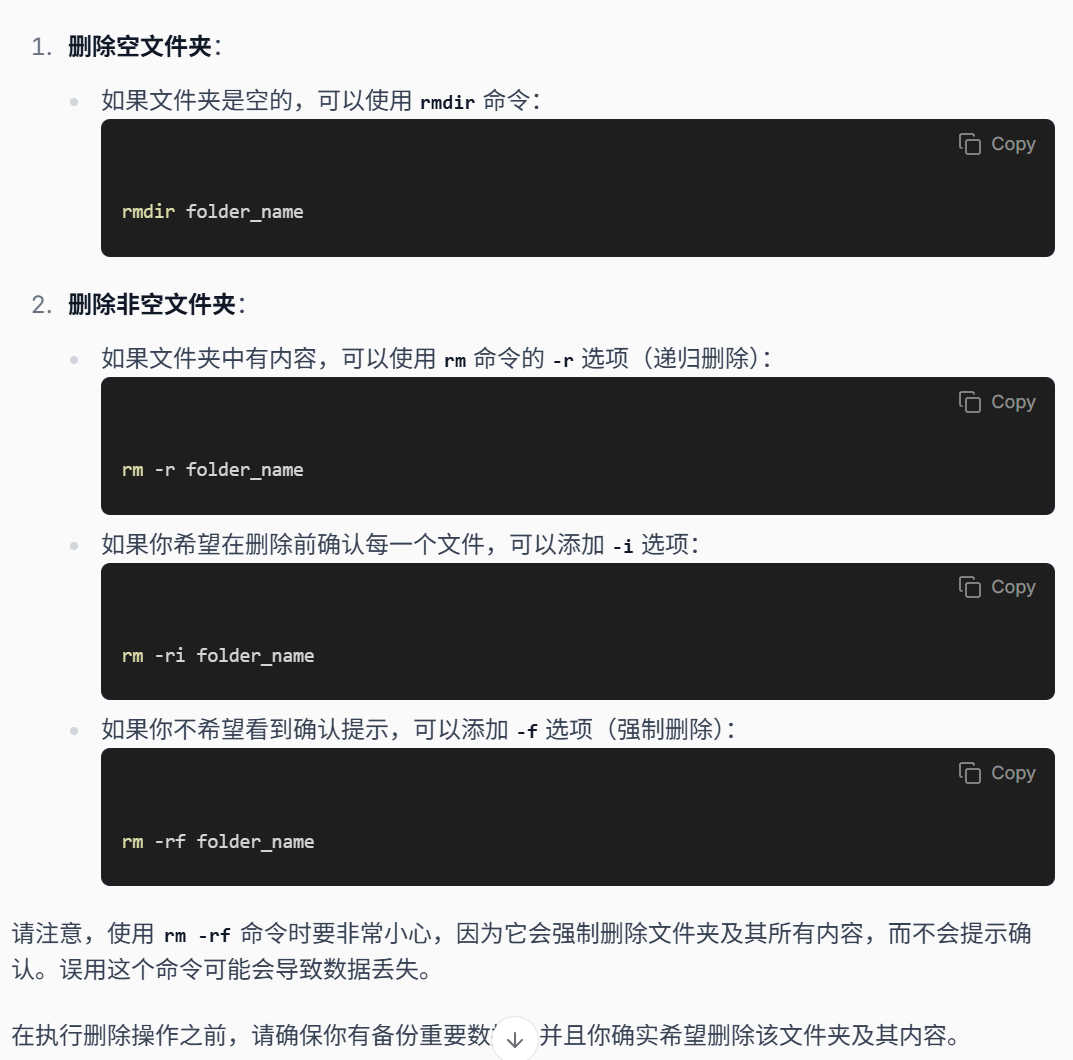 1. 删除空文件夹：
如果文件夹是空的，可以使用 rmdir 命令：
Copy
rmdir folder_name
2. 删除非空文件夹：
如果文件夹中有内容，可以使用 rm 命令的 -r 选项（递归删除）：
Copy
rm -r folder_name
如果你希望在删除前确认每一个文件，可以添加 -i 选项：
Copy
rm -ri folder_name
如果你不希望看到确认提示，可以添加 -f 选项（强制删除）：
Copy
rm -rf folder_name
请注意，使用 rm -rf 命令时要非常小心，因为它会强制删除文件夹及其所有内容，而不会提示确
认。误用这个命令可能会导致数据丢失。
在执行删除操作之前，请确保你有备份重要数 并且你确实希望删除该文件夹及其内容。